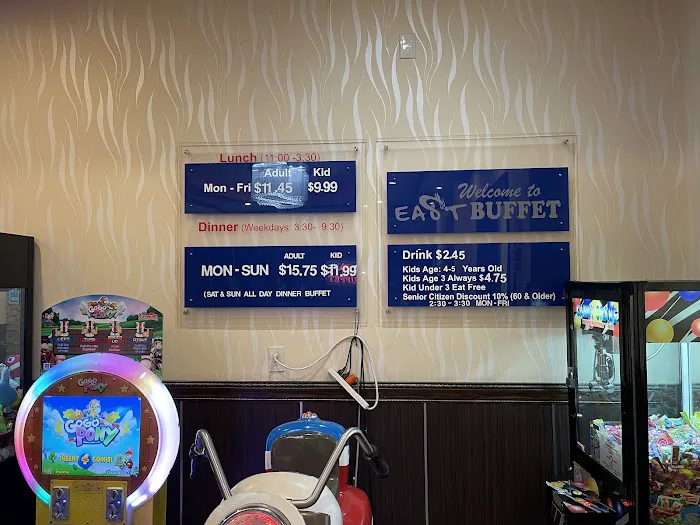 Lunch (11:00 -3.30)
Adult Kid
Mon - Fri $11.45 $9.99
Dinner (Weekdays: 3:30- 9:30)
ADULT KID
MON - SUN $15.75 $11.99
(SAT & SUN ALL DAY DINNER BUFFET
Welcome to
EAST BUFFET
Drink $2.45
Kids Age: 4-5 Years Old
Kids Age 3 Always $4.75
Kid Under 3 Eat Free
Senior Citizen Discount 10% (60 & Older)
2:30~3:30 MON-FRI
GOGO
PONY
INSERT COIN(S)